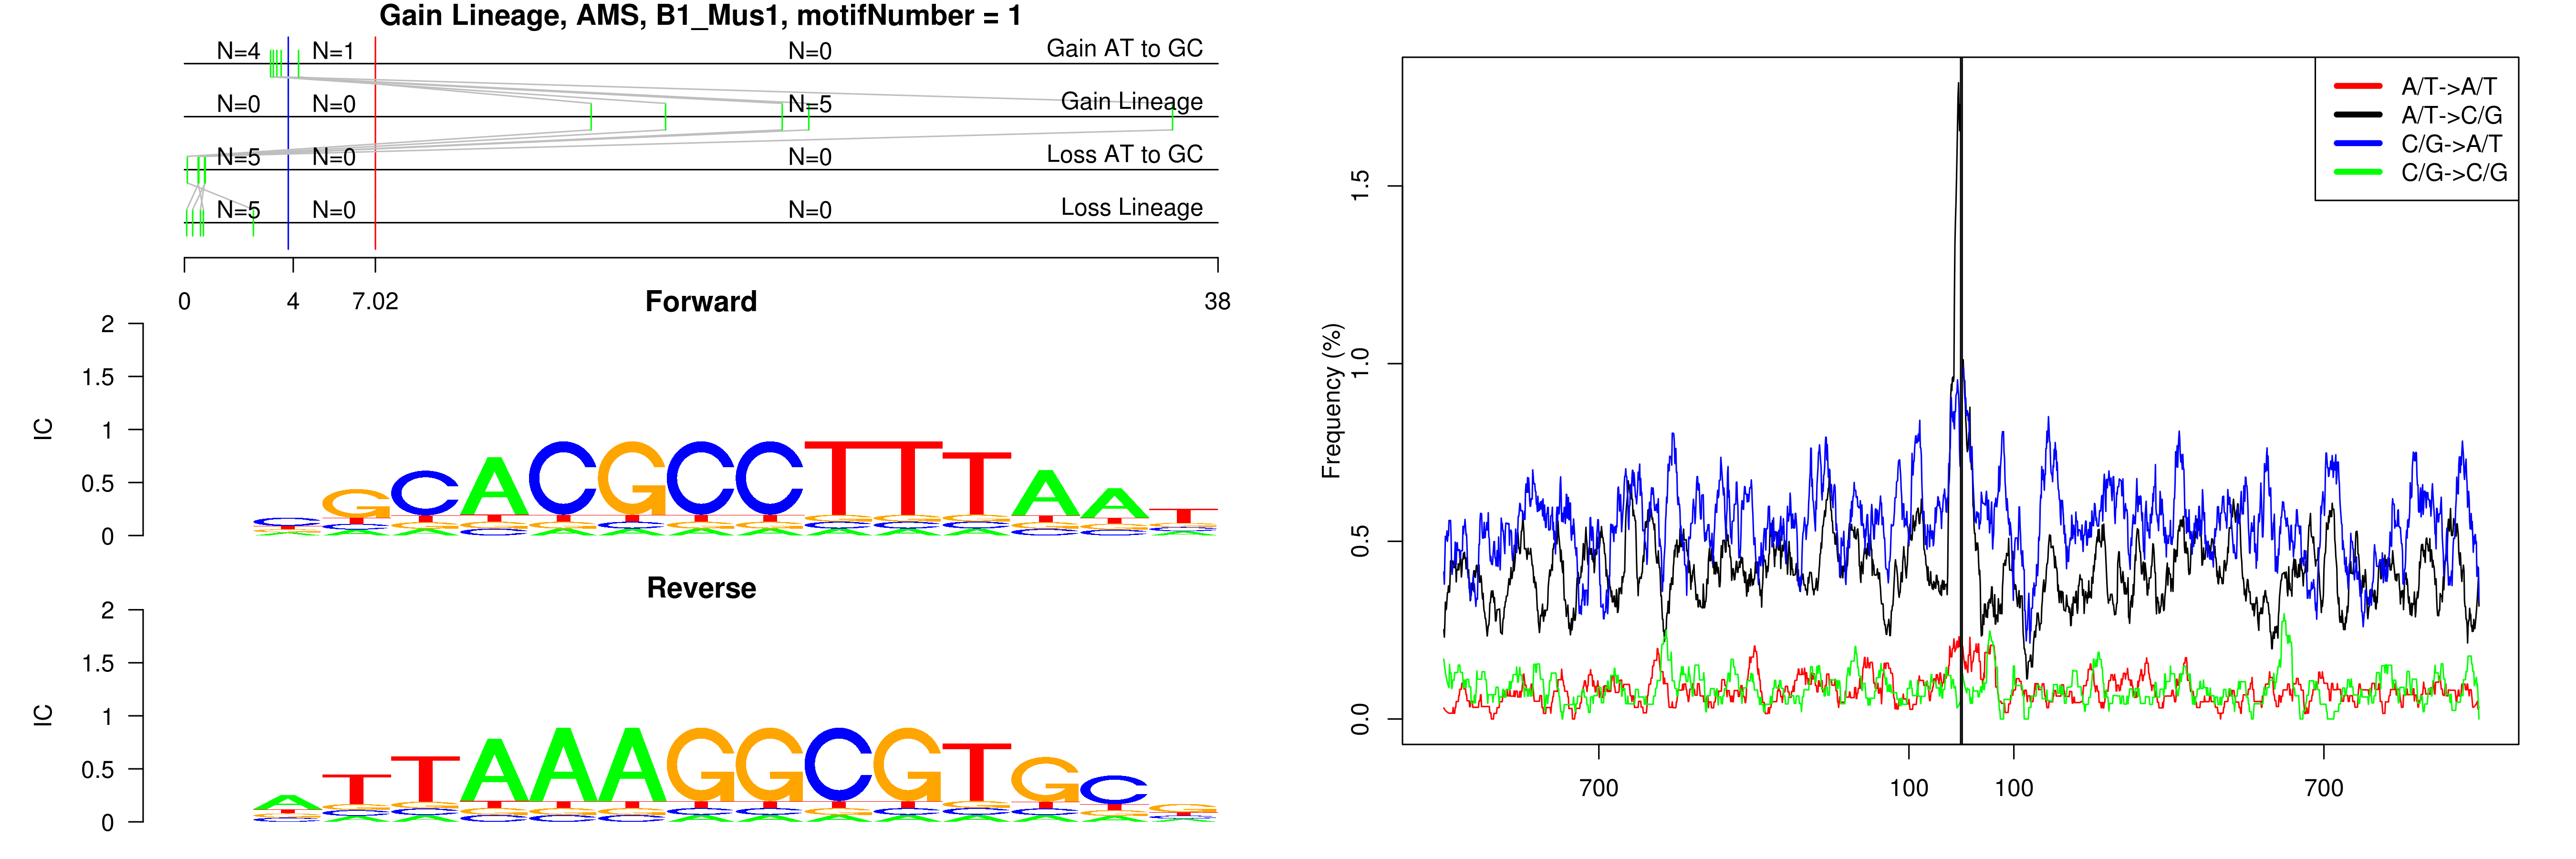 Gain Lineage, AMS, B1_Mus1, motifNumber = 1
N=4 N=1 N=0 Gain AT to GC
N=0 N=0 N=5 Gain Lineage
N=5 N=0 N=0 Loss AT to GC
N=5 N=0 N=0 Loss Lineage
0 4 7.02 38
Forward
2
1.5
1
0.5
0
IC
GCACGCCTTTAAT
Reverse
2
1.5
1
0.5
0
IC
ATTAAAGGCGTGCG
A/T->A/T
A/T->C/G
C/G->A/T
C/G->C/G
Frequency (%)
1.5
1.0
0.5
0.0
700 100 100 700